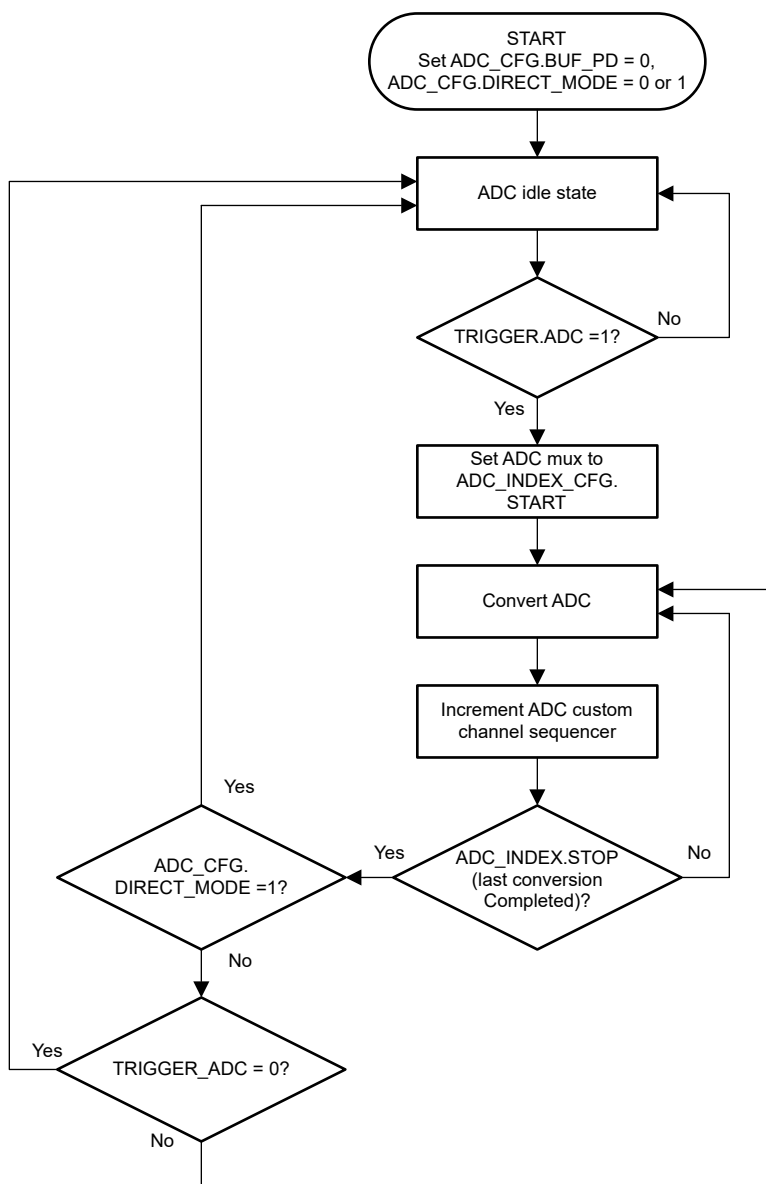 START
Set ADC_CFG.BUF_PD = 0,
ADC_CFG.DIRECT_MODE = 0 or 1
ADC idle state
TRIGGER.ADC =1?
No
Yes
Set ADC mux to
ADC_INDEX_CFG.
START
Convert ADC
Increment ADC custom
channel sequencer
ADC_INDEX.STOP
(last conversion
Completed)?
No
Yes
ADC_CFG.
DIRECT_MODE =1?
Yes
No
TRIGGER_ADC = 0?
Yes
No